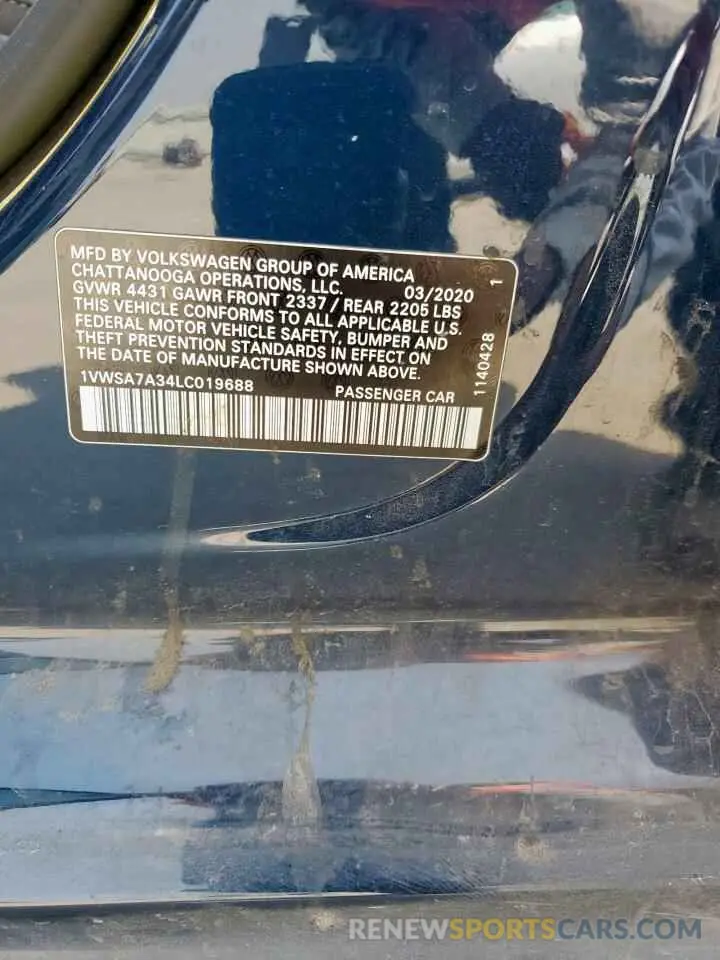 MFD BY VOLKSWAGEN GROUP OF AMERICA
CHATTANOOGA OPERATIONS, LLC. 03/2020 1
GVWR 4431 GAWR FRONT 2337 / REAR 2205 LBS
THIS VEHICLE CONFORMS TO ALL APPLICABLE U.S.
FEDERAL MOTOR VEHICLE SAFETY, BUMPER AND
THEFT PREVENTION STANDARDS IN EFFECT ON
THE DATE OF MANUFACTURE SHOWN ABOVE.
1VWSA7A34LC019688 PASSENGER CAR
1140428
RENEWSPORTSCARS.COM